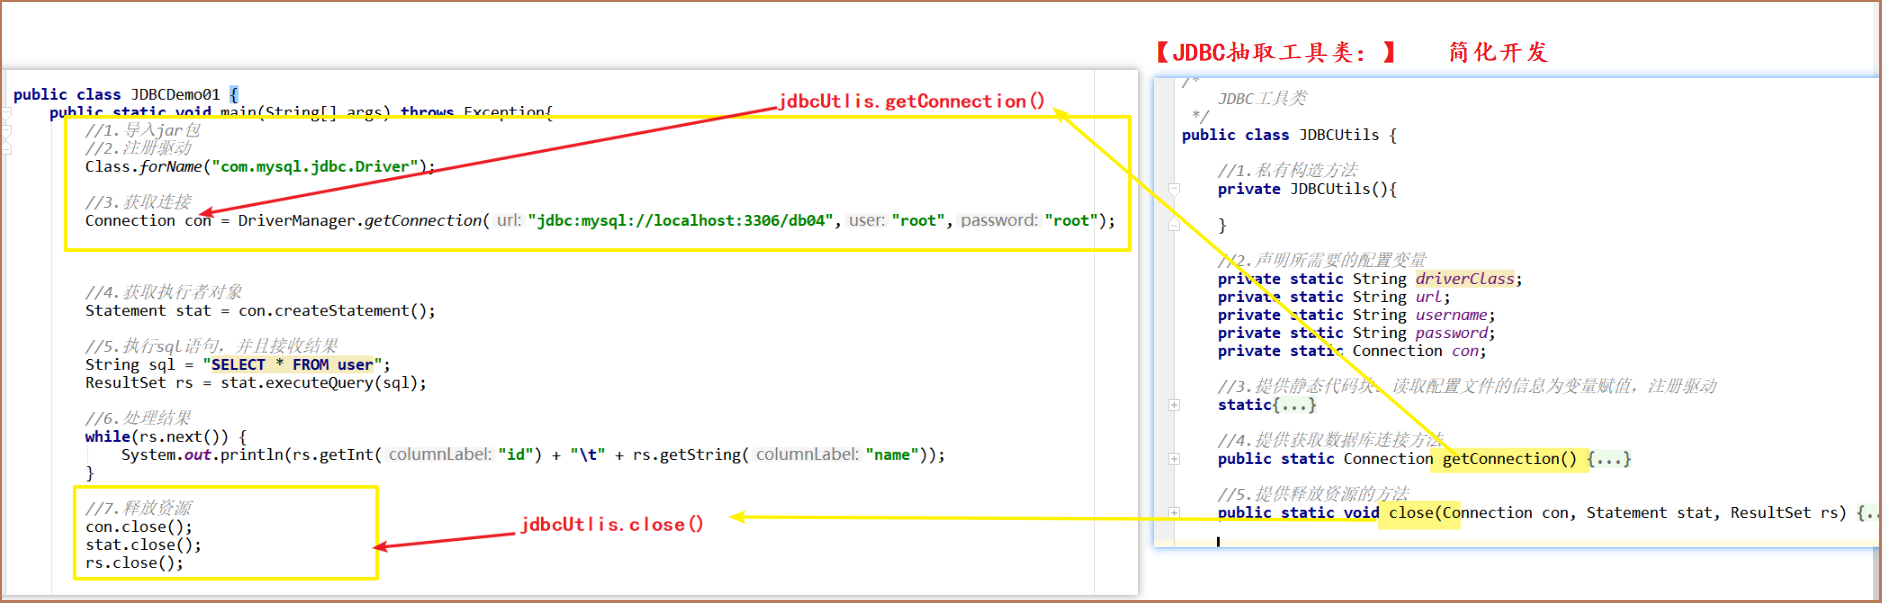 【JDBC抽取工具类：】 简化开发
public class JDBCDemo01 {
public static void main(String[] args) throws Exception{
//1.导入jar包
//2.注册驱动
Class.forName("com.mysql.jdbc.Driver");
//3.获取连接
Connection con = DriverManager.getConnection( url: "jdbc:mysql://localhost:3306/db04", user: "root", password: "root");
//4.获取执行者对象
Statement stat = con.createStatement();
//5.执行sql语句，并且接收结果
String sql = "SELECT * FROM user";
ResultSet rs = stat.executeQuery(sql);
//6.处理结果
while(rs.next()) {
System.out.println(rs.getInt( columnLabel: "id") + "\t" + rs.getString( columnLabel: "name"));
}
//7.释放资源
con.close();
stat.close();
rs.close();
jdbcUtlis.getConnection()
jdbcUtlis.close()
/*
JDBC工具类
*/
public class JDBCUtils {
//1.私有构造方法
private JDBCUtils(){
}
//2.声明所需要的配置变量
private static String driverClass;
private static String url;
private static String username;
private static String password;
private static Connection con;
//3.提供静态代码块。读取配置文件的信息为变量赋值，注册驱动
static{...}
//4.提供获取数据库连接方法
public static Connection getConnection() {...}
//5.提供释放资源的方法
public static void close(Connection con, Statement stat, ResultSet rs) {..